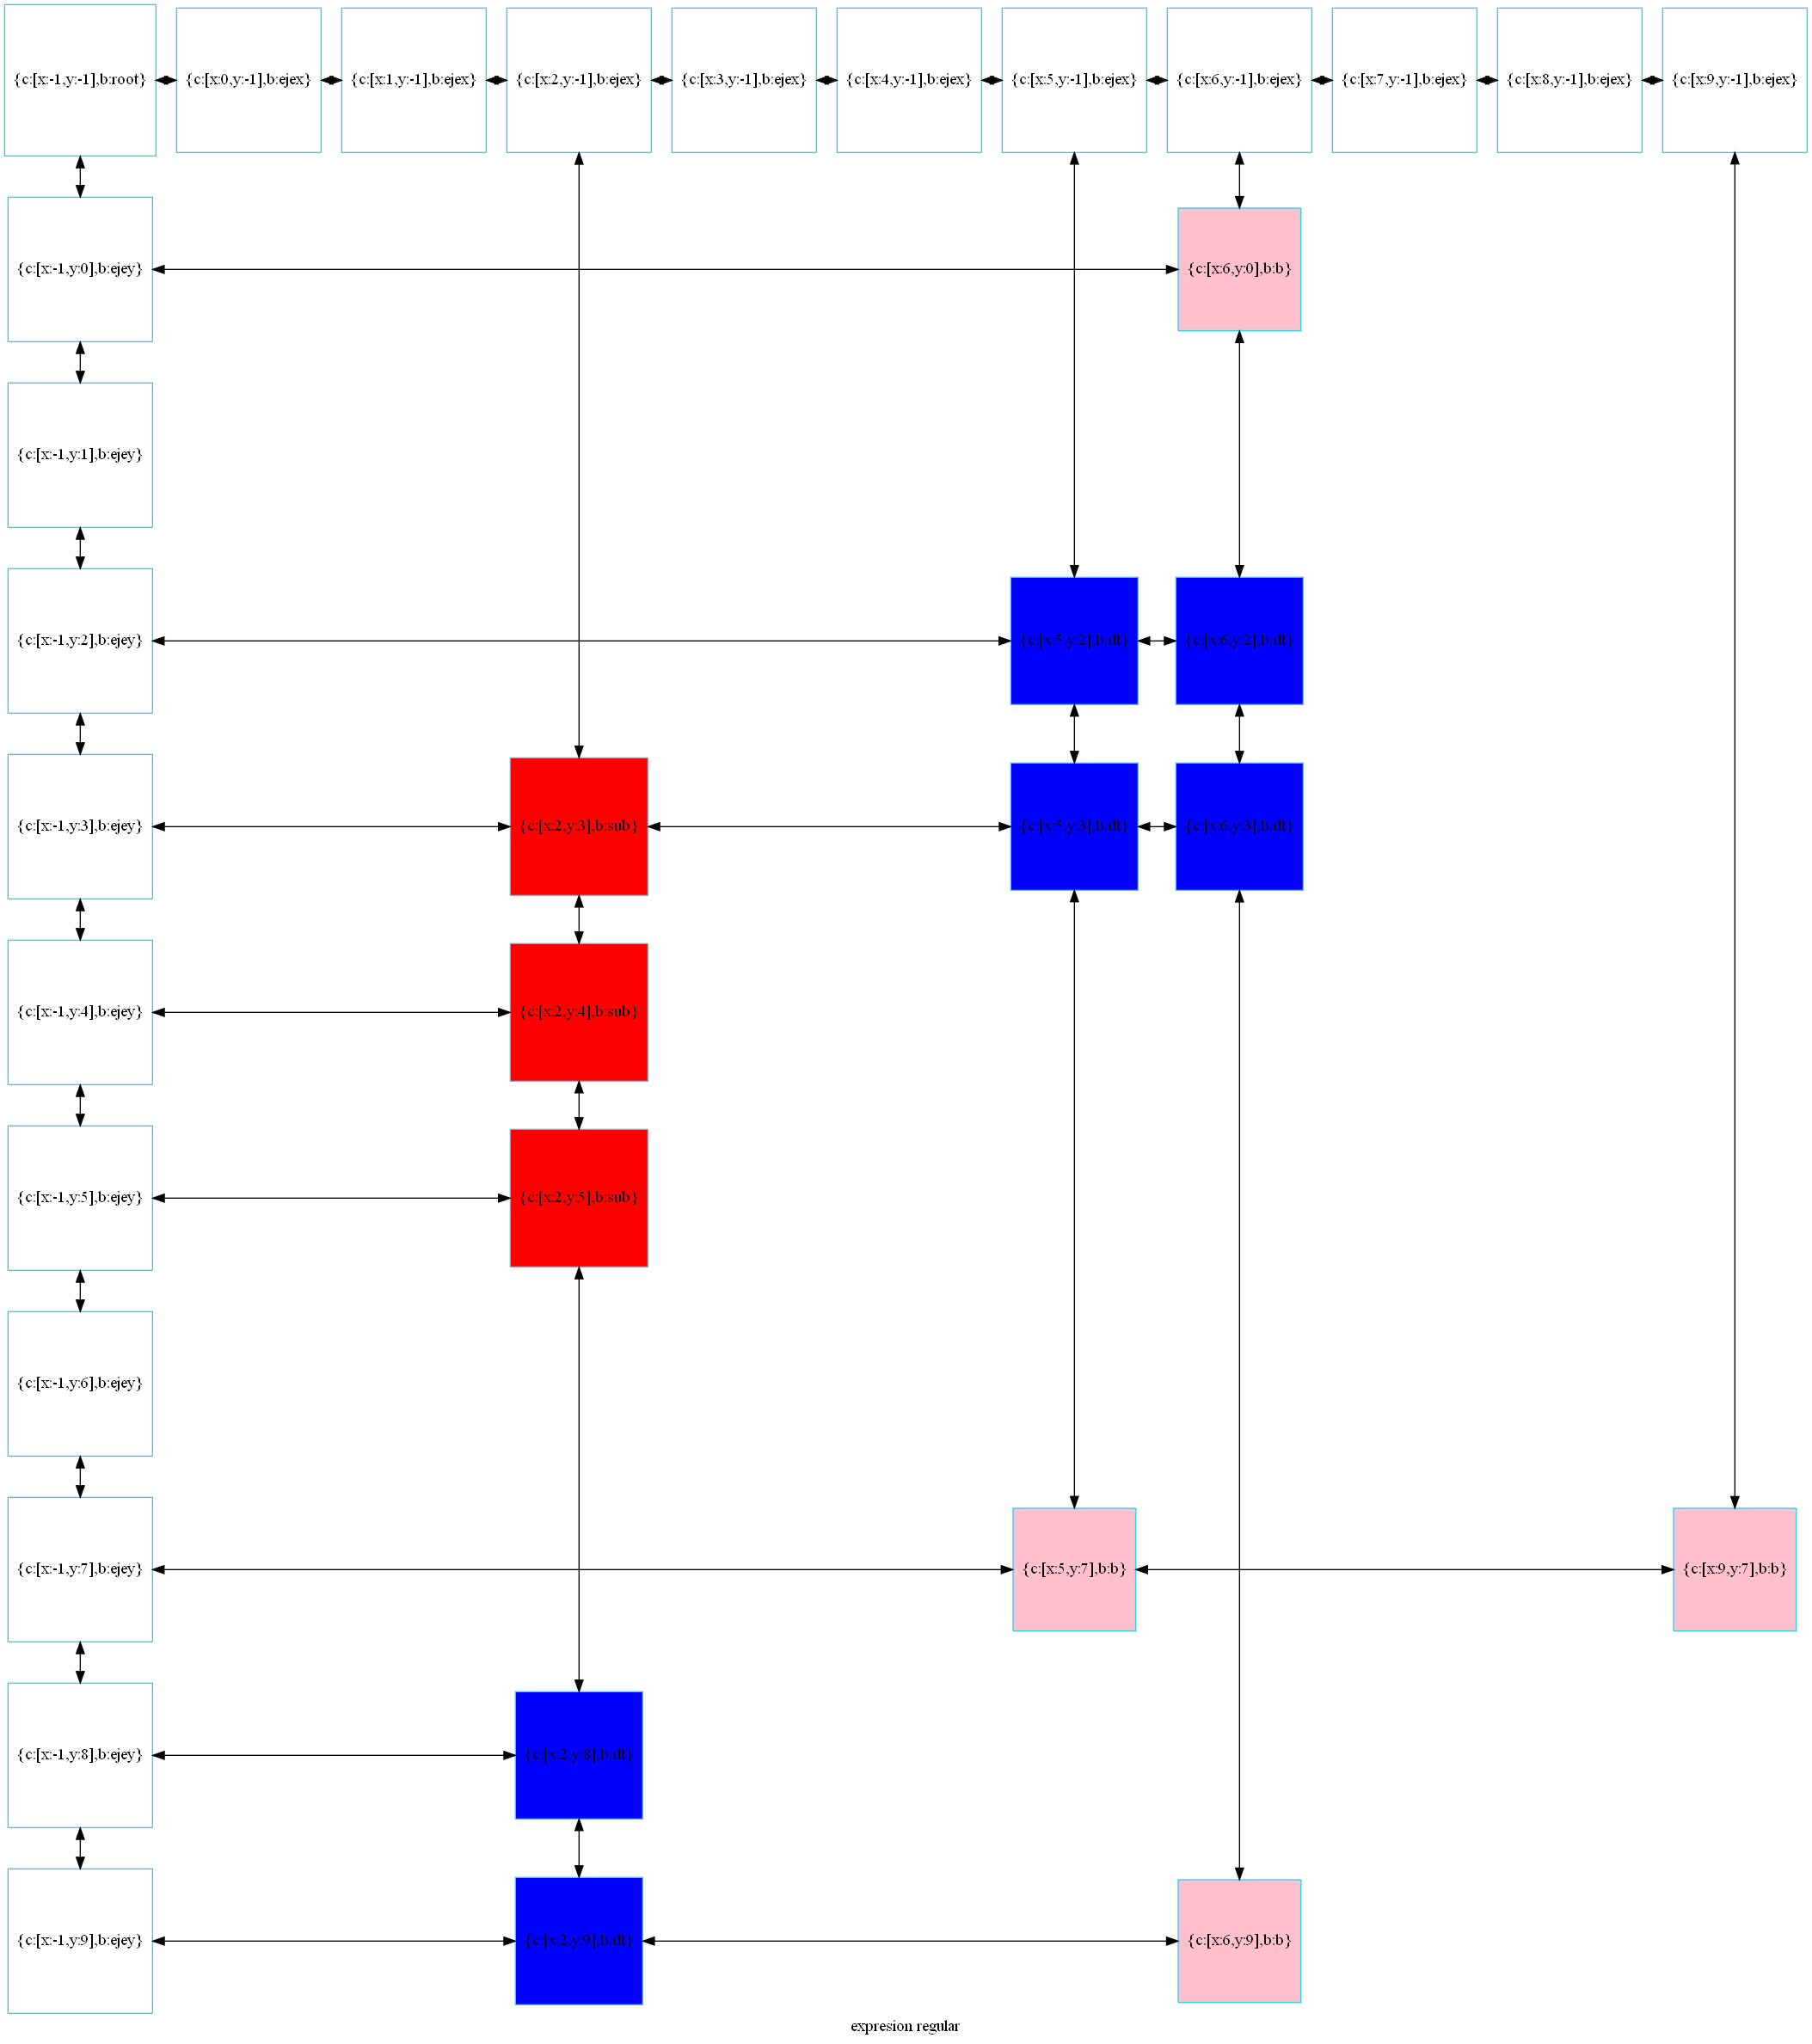 {c:[x:-1,y:-1],b:root} {c:[x:0,y:-1],b:ejex} {c:[x:1,y:-1],b:ejex} {c:[x:2,y:-1],b:ejex} {c:[x:3,y:-1],b:ejex} {c:[x:4,y:-1],b:ejex} {c:[x:5,y:-1],b:ejex} {c:[x:6,y:-1],b:ejex} {c:[x:7,y:-1],b:ejex} {c:[x:8,y:-1],b:ejex} {c:[x:9,y:-1],b:ejex}
{c:[x:-1,y:0],b:ejey} {c:[x:6,y:0],b:b}
{c:[x:-1,y:1],b:ejey}
{c:[x:-1,y:2],b:ejey} {c:[x:5,y:2],b:dt} {c:[x:6,y:2],b:dt}
{c:[x:-1,y:3],b:ejey} {c:[x:2,y:3],b:sub} {c:[x:5,y:3],b:dt} {c:[x:6,y:3],b:dt}
{c:[x:-1,y:4],b:ejey} {c:[x:2,y:4],b:sub}
{c:[x:-1,y:5],b:ejey} {c:[x:2,y:5],b:sub}
{c:[x:-1,y:6],b:ejey}
{c:[x:-1,y:7],b:ejey} {c:[x:5,y:7],b:b} {c:[x:9,y:7],b:b}
{c:[x:-1,y:8],b:ejey} {c:[x:2,y:8],b:dt}
{c:[x:-1,y:9],b:ejey} {c:[x:2,y:9],b:dt} {c:[x:6,y:9],b:b}
expresion regular